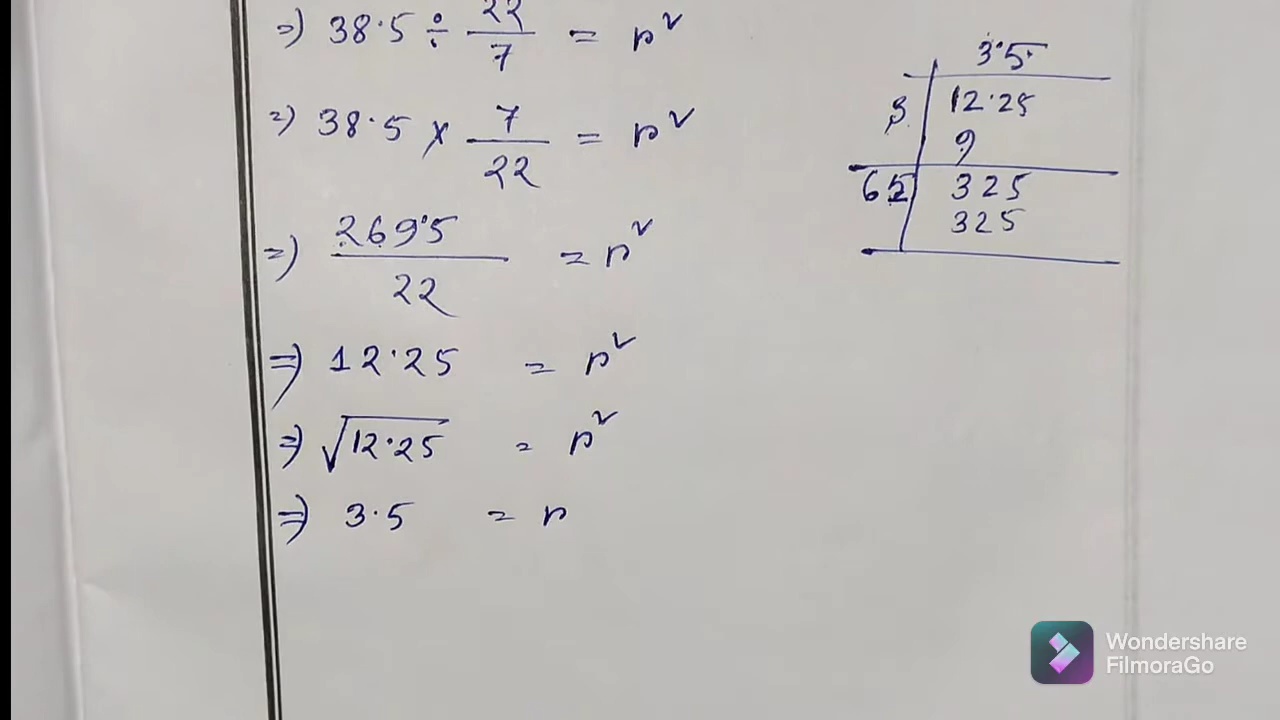 =) 38.5 ÷ 22/7 = r²
=) 38.5 x 7/22 = r²
=) 269.5/22 = r²
=) 12.25 = r²
=) √12.25 = r²
=) 3.5 = r
3.5
3 12.25
9
65 325
325
Wondershare
FilmoraGo